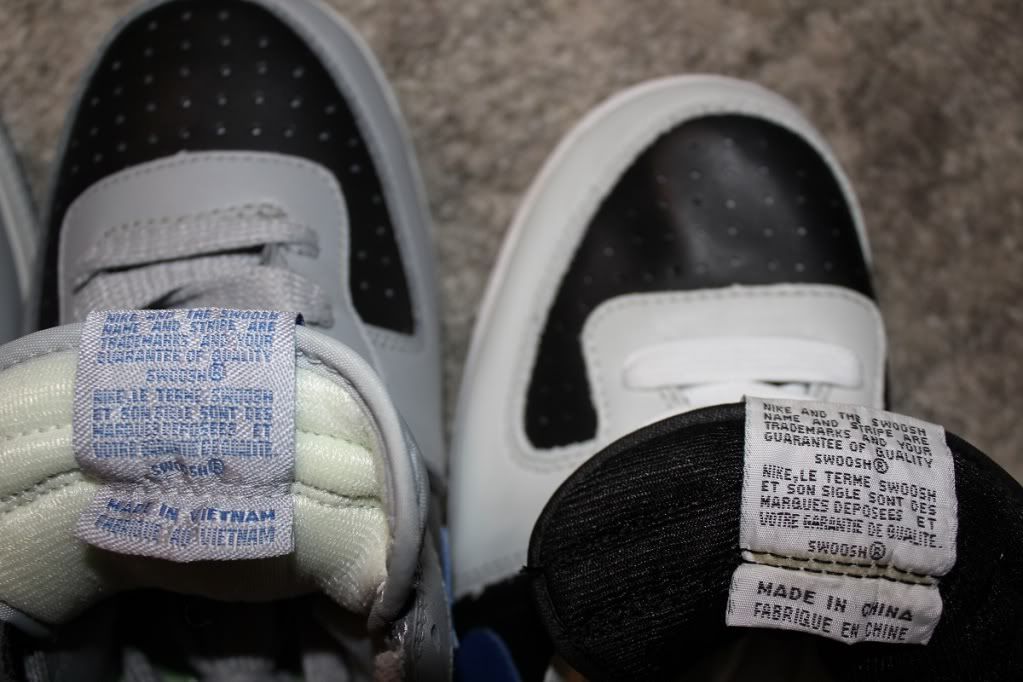 NIKE AND THE SWOOSH
NAME AND STRIPE ARE
TRADEMARKS AND YOUR
GUARANTEE OF QUALITY
SWOOSH®
NIKE,LE TERME SWOOSH
ET SON SIGLE SONT DES
MARQUES DEPOSEES ET
VOTRE GARANTIE DE QUALITE.
SWOOSH®
MADE IN VIETNAM
FABRIQUE AU VIETNAM
NIKE AND THE SWOOSH
NAME AND STRIPE ARE
TRADEMARKS AND YOUR
GUARANTEE OF QUALITY
SWOOSH®
NIKE,LE TERME SWOOSH
ET SON SIGLE SONT DES
MARQUES DEPOSEES ET
VOTRE GARANTIE DE QUALITE.
SWOOSH®
MADE IN CHINA
FABRIQUE EN CHINE